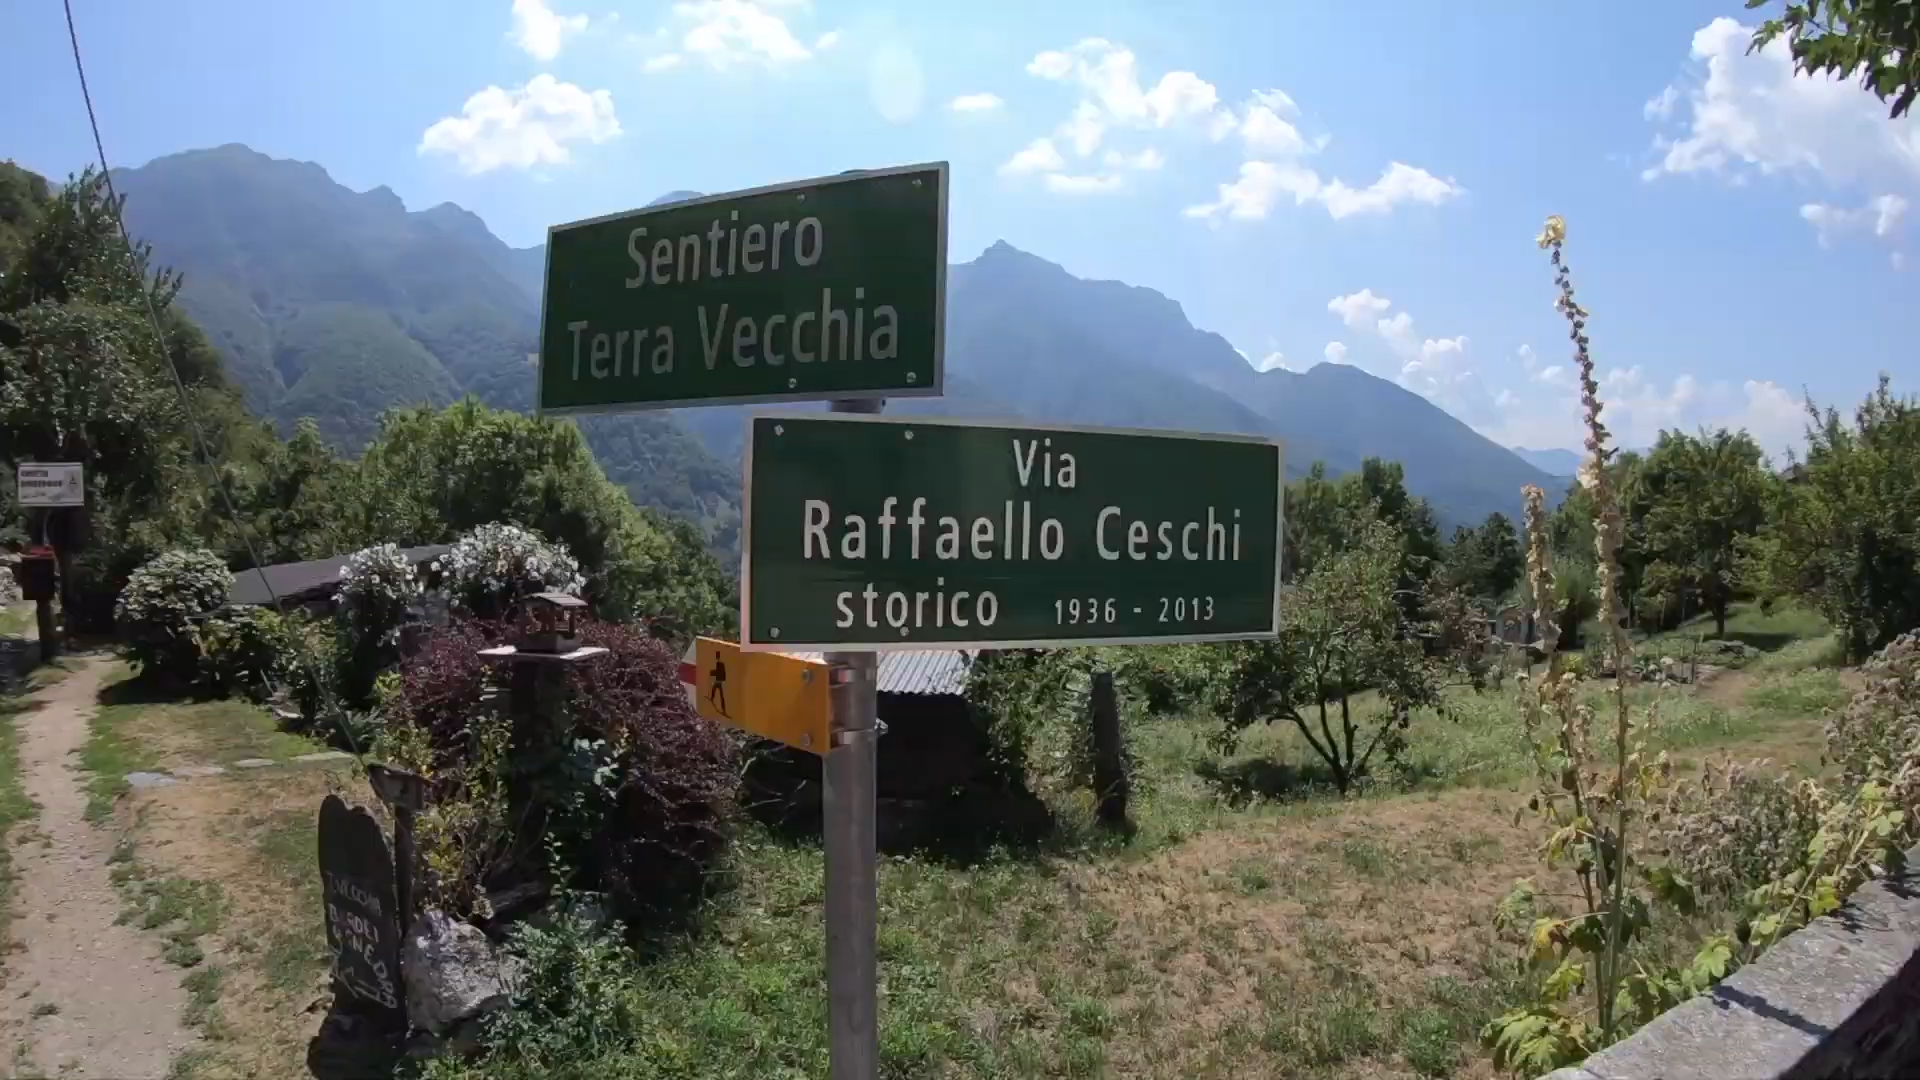 Sentiero
Terra Vecchia
Via
Raffaello Ceschi
storico 1936 - 2013